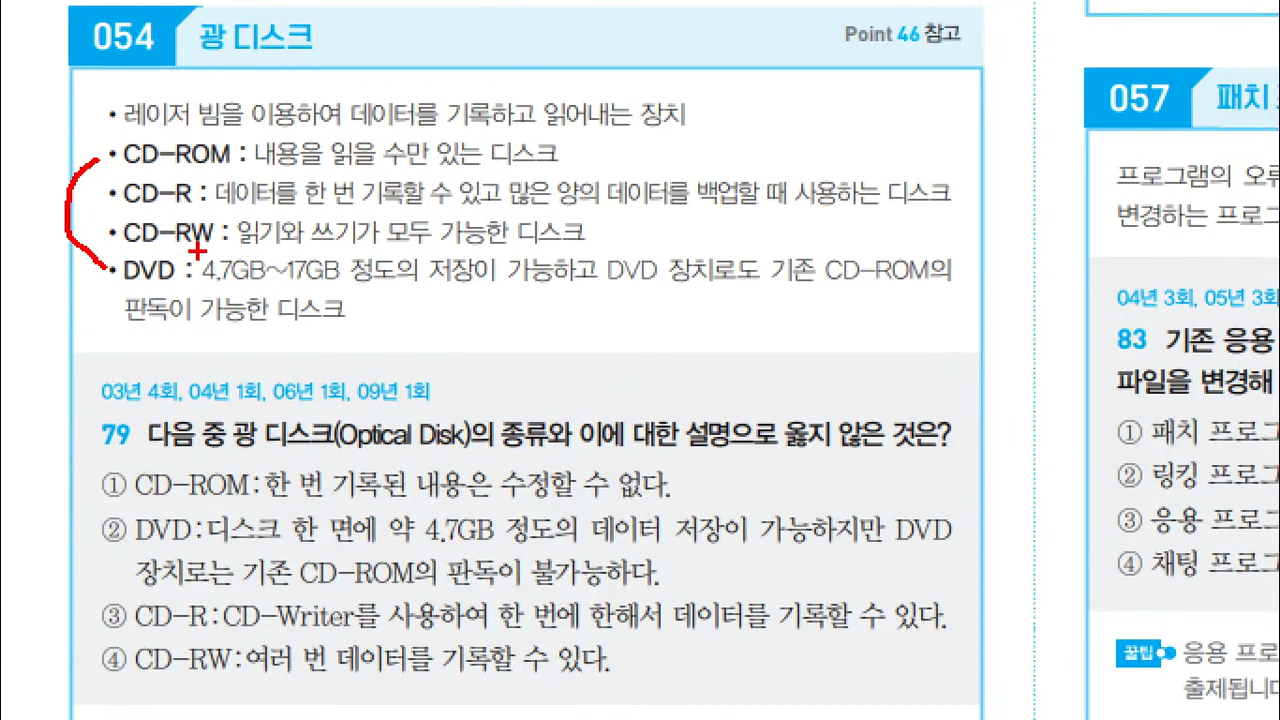 054 광 디스크 Point 46 참고
• 레이저 빔을 이용하여 데이터를 기록하고 읽어내는 장치
• CD-ROM : 내용을 읽을 수만 있는 디스크
• CD-R : 데이터를 한 번 기록할 수 있고 많은 양의 데이터를 백업할 때 사용하는 디스크
• CD-RW : 읽기와 쓰기가 모두 가능한 디스크
• DVD : 4.7GB~17GB 정도의 저장이 가능하고 DVD 장치로도 기존 CD-ROM의
판독이 가능한 디스크
03년 4회, 04년 1회, 06년 1회, 09년 1회
79 다음 중 광 디스크(Optical Disk)의 종류와 이에 대한 설명으로 옳지 않은 것은?
① CD-ROM:한 번 기록된 내용은 수정할 수 없다.
② DVD:디스크 한 면에 약 4.7GB 정도의 데이터 저장이 가능하지만 DVD
장치로는 기존 CD-ROM의 판독이 불가능하다.
③ CD-R:CD-Writer를 사용하여 한 번에 한해서 데이터를 기록할 수 있다.
④ CD-RW:여러 번 데이터를 기록할 수 있다.
057 패치
프로그램의 오류
변경하는 프로그
04년 3회, 05년 3회
83 기존 응용
파일을 변경해
① 패치 프로그
② 링킹 프로그
③ 응용 프로그
④ 채팅 프로그
꿀팁 응용 프로
출제됩니다